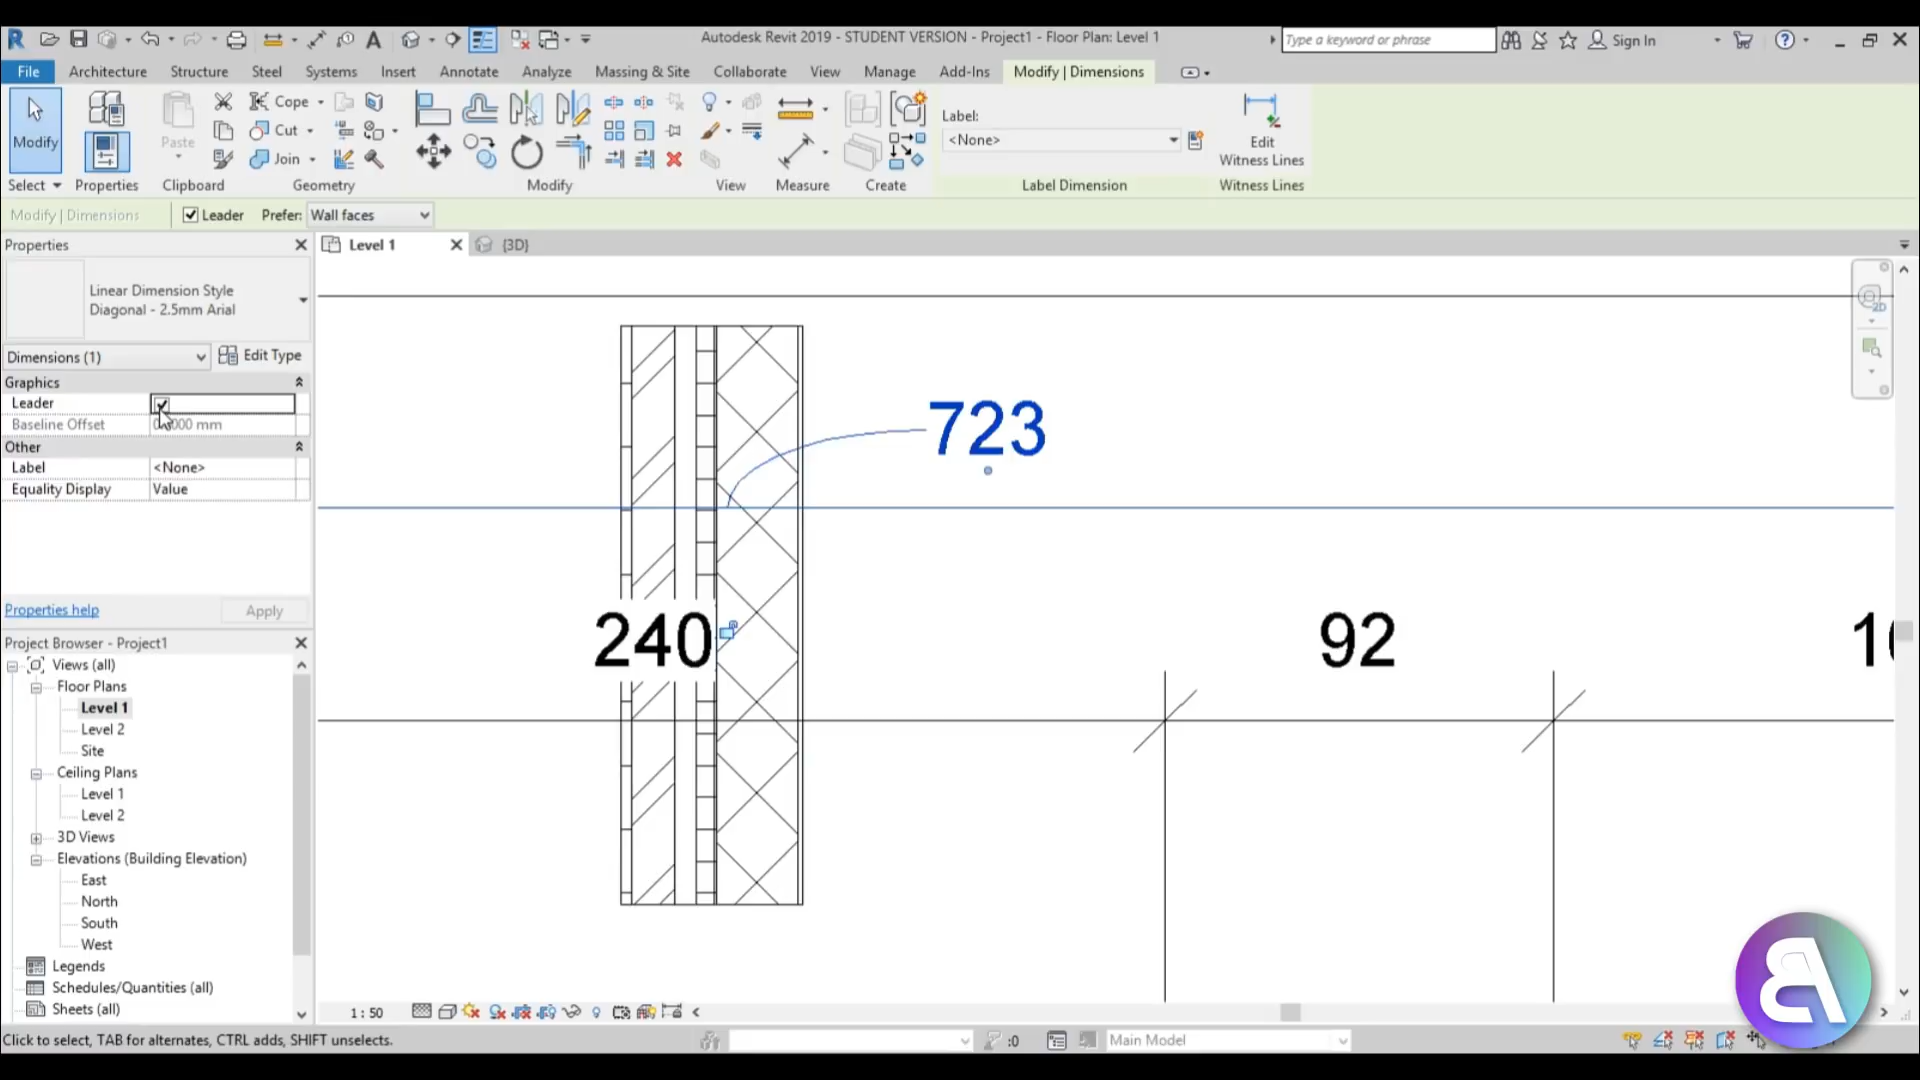 Autodesk Revit 2019 - STUDENT VERSION - Project1 - Floor Plan: Level 1
Type a keyword or phrase
Sign In
File Architecture Structure Steel Systems Insert Annotate Analyze Massing & Site Collaborate View Manage Add-Ins Modify | Dimensions
Modify
Paste
Cope
Cut
Join
Label:
<None>
Edit
Witness Lines
Select Properties Clipboard Geometry Modify View Measure Create Label Dimension Witness Lines
Modify | Dimensions Leader Prefer: Wall faces
Properties
Level 1 {3D}
Linear Dimension Style
Diagonal - 2.5mm Arial
Dimensions (1) Edit Type
Graphics
Leader
Baseline Offset
Other
Label <None>
Equality Display Value
Properties help Apply
Project Browser - Project1
Views (all)
Floor Plans
Level 1
Level 2
Site
Ceiling Plans
Level 1
Level 2
3D Views
Elevations (Building Elevation)
East
North
South
West
Legends
Schedules/Quantities (all)
Sheets (all)
723
240
92
1 : 50
Click to select, TAB for alternates, CTRL adds, SHIFT unselects.
:0
Main Model